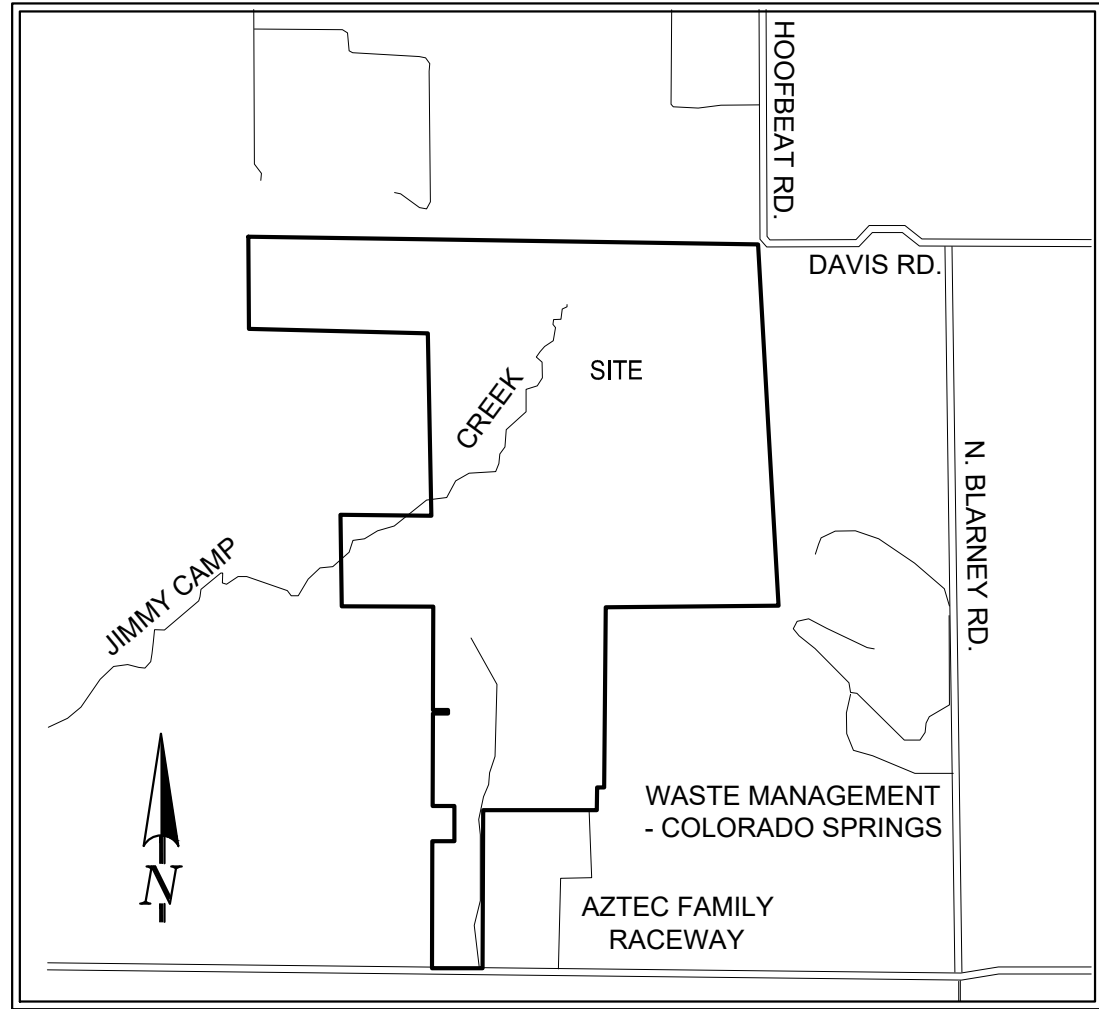 HOOFBEAT RD.
DAVIS RD.
SITE
CREEK
N. BLARNEY RD.
JIMMY CAMP
WASTE MANAGEMENT
- COLORADO SPRINGS
N
AZTEC FAMILY
RACEWAY